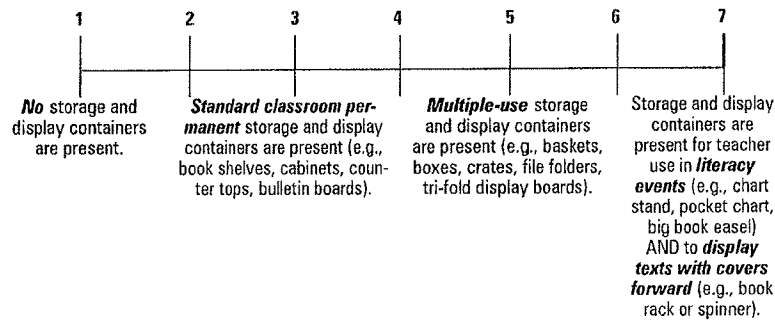 1 2 3 4 5 6 7
No storage and
display containers
are present.
Standard classroom per-
manent storage and display
containers are present (e.g.,
book shelves, cabinets, coun-
ter tops, bulletin boards).
Multiple-use storage
and display containers
are present (e.g., baskets,
boxes, crates, file folders,
tri-fold display boards).
Storage and display
containers are
present for teacher
use in literacy
events (e.g., chart
stand, pocket chart,
big book easel)
AND to display
texts with covers
forward (e.g., book
rack or spinner).